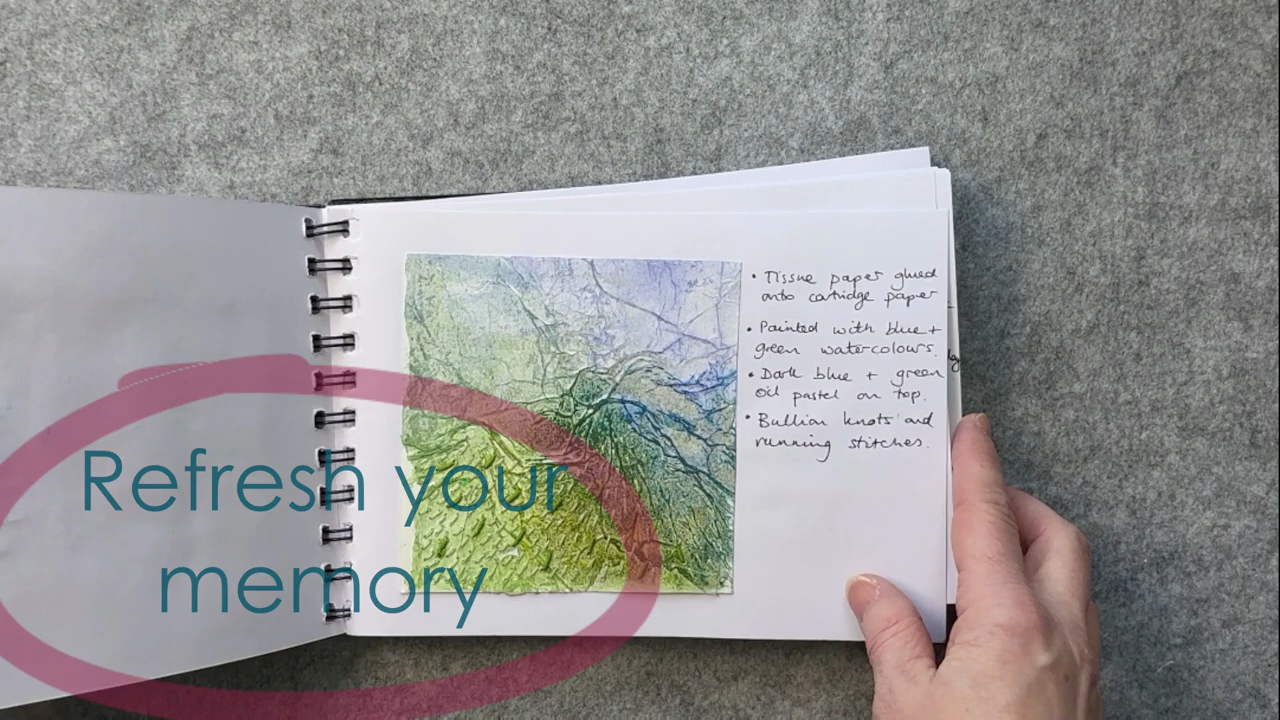 • Tissue paper glued
onto cartridge paper
• Painted with blue +
green watercolours.
• Dark blue + green
oil pastel on top.
• Bullion knots and
running stitches.
Refresh your
memory